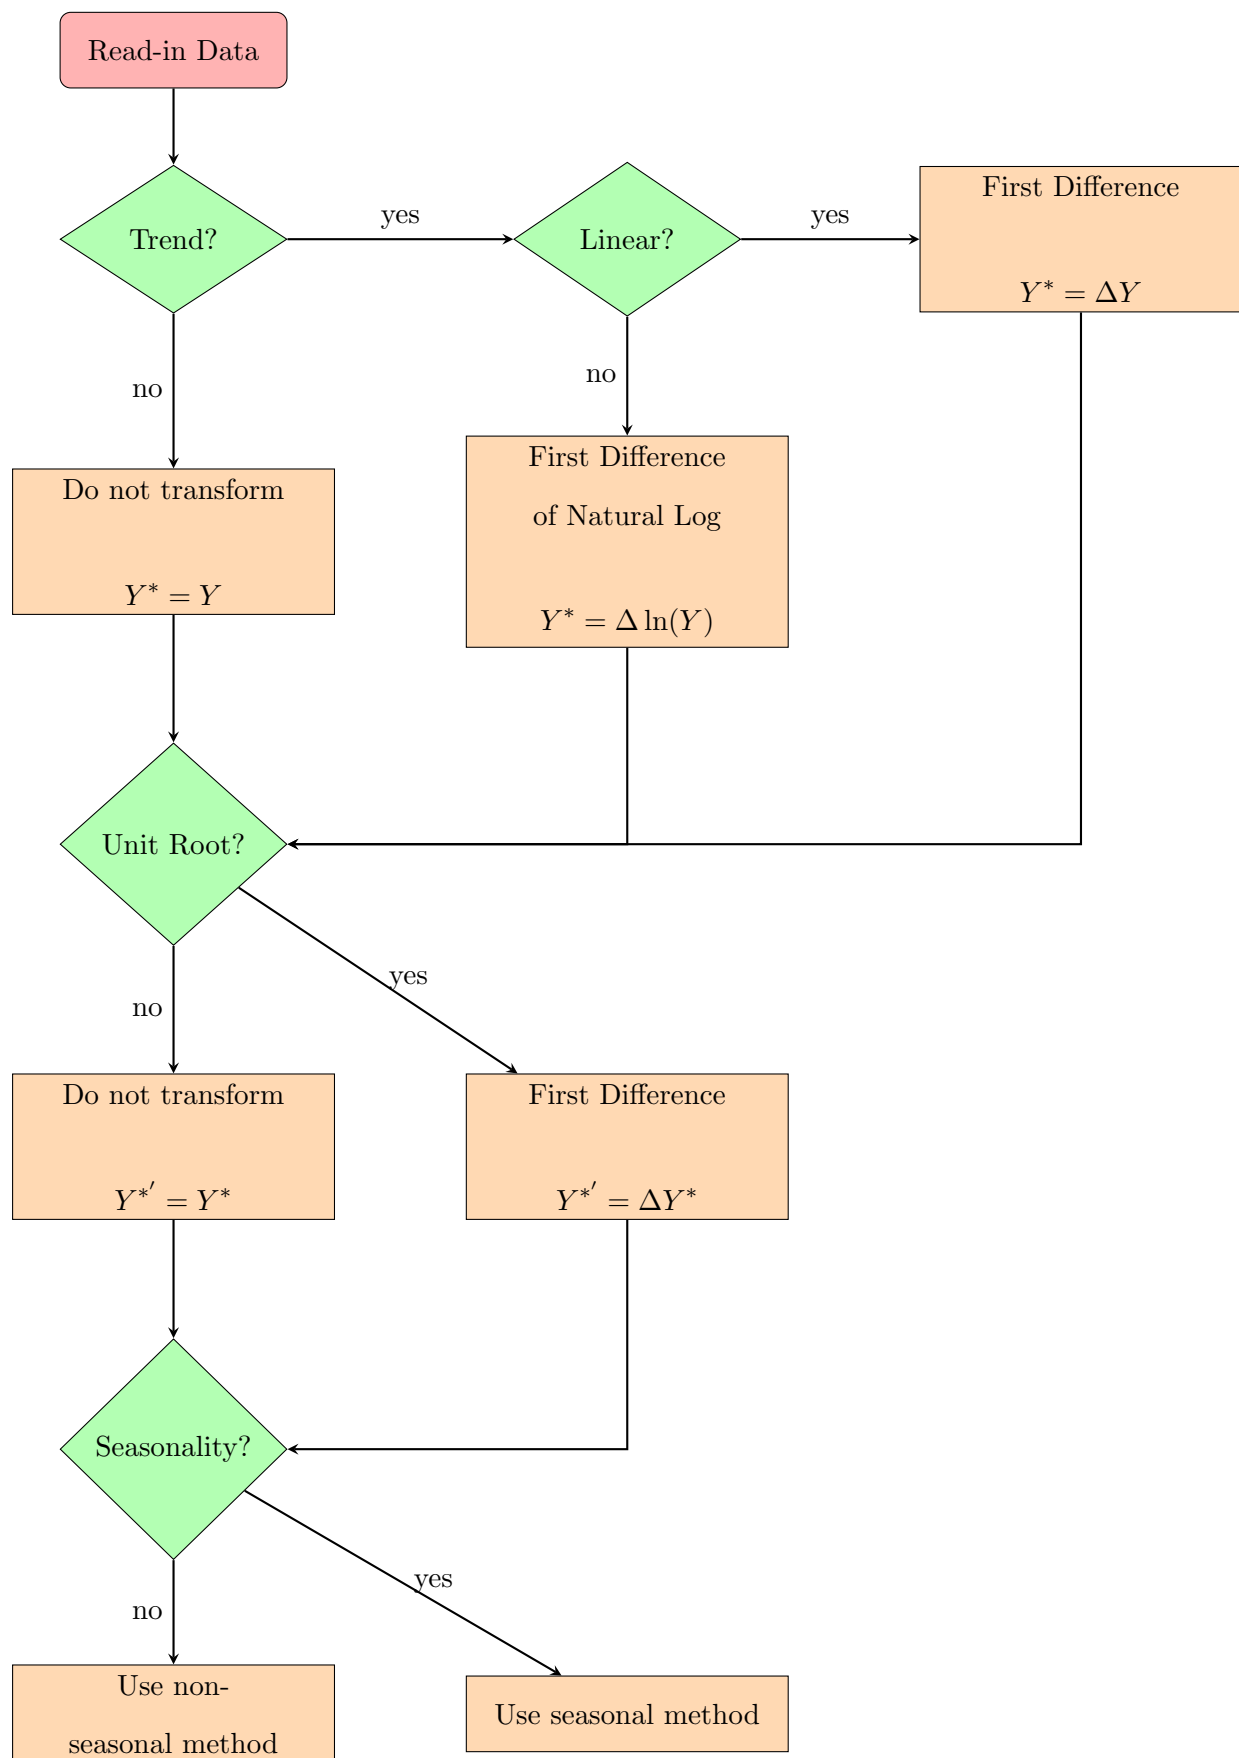 Read-in Data
Trend?
yes
Linear?
yes
First Difference
Y* = ΔY
no
no
Do not transform
Y* = Y
First Difference
of Natural Log
Y* = Δ ln(Y)
Unit Root?
yes
no
Do not transform
Y*′ = Y*
First Difference
Y*′ = ΔY*
Seasonality?
yes
no
Use non-
seasonal method
Use seasonal method